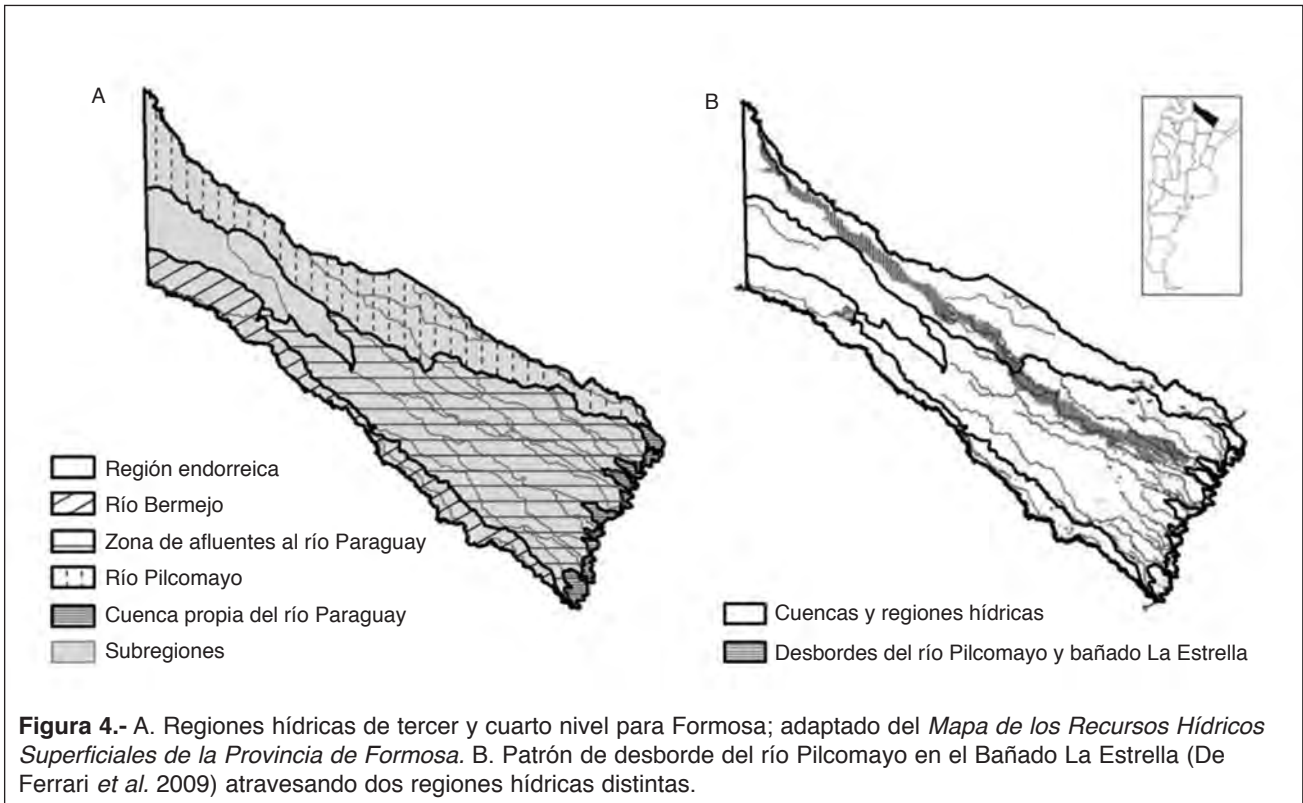 A
B
Región endorreica
Río Bermejo
Zona de afluentes al río Paraguay
Río Pilcomayo
Cuenca propia del río Paraguay
Subregiones
Cuencas y regiones hídricas
Desbordes del río Pilcomayo y bañado La Estrella
Figura 4.- A. Regiones hídricas de tercer y cuarto nivel para Formosa; adaptado del Mapa de los Recursos Hídricos
Superficiales de la Provincia de Formosa. B. Patrón de desborde del río Pilcomayo en el Bañado La Estrella (De
Ferrari et al. 2009) atravesando dos regiones hídricas distintas.